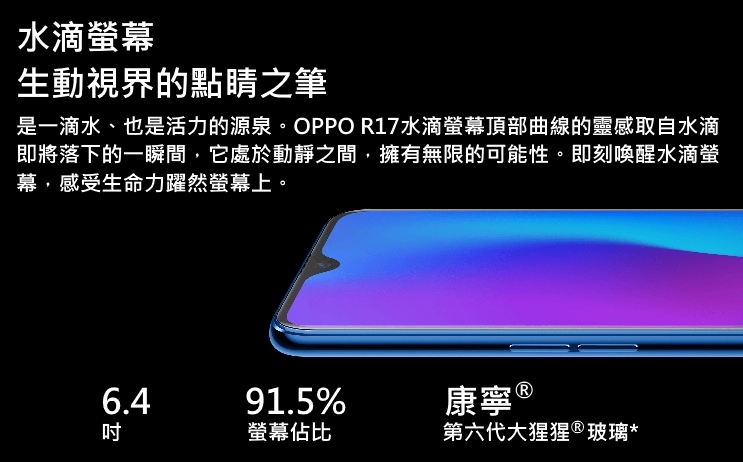 水滴螢幕
生動視界的點睛之筆
是一滴水、也是活力的源泉。OPPO R17水滴螢幕頂部曲線的靈感取自水滴
即將落下的一瞬間，它處於動靜之間，擁有無限的可能性。即刻喚醒水滴螢
幕，感受生命力躍然螢幕上。
6.4 91.5% 康寧®
吋 螢幕佔比 第六代大猩猩®玻璃*